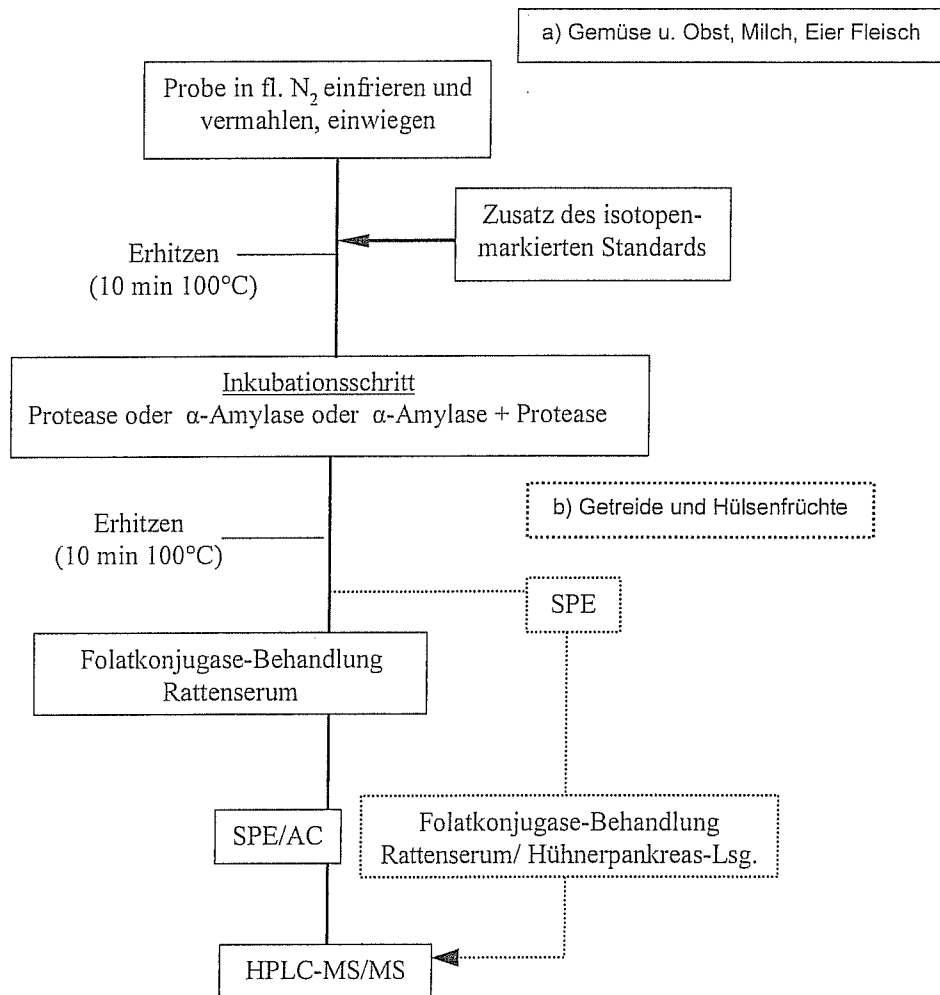 a) Gemüse u. Obst, Milch, Eier Fleisch
Probe in fl. N₂ einfrieren und
vermahlen, einwiegen
Zusatz des isotopen-
markierten Standards
Erhitzen
(10 min 100°C)
Inkubationsschritt
Protease oder α-Amylase oder α-Amylase + Protease
b) Getreide und Hülsenfrüchte
Erhitzen
(10 min 100°C)
SPE
Folatkonjugase-Behandlung
Rattenserum
SPE/AC
Folatkonjugase-Behandlung
Rattenserum/ Hühnerpankreas-Lsg.
HPLC-MS/MS